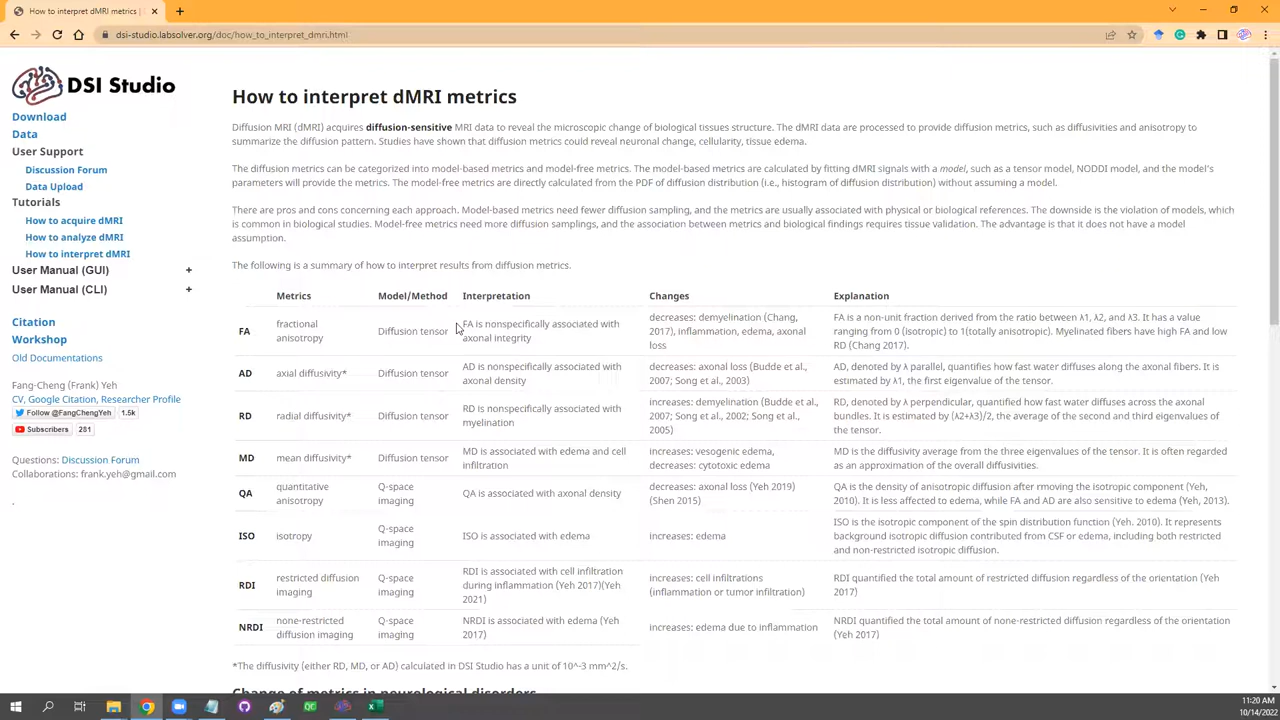 How to interpret dMRI metrics |
dsi-studio.labsolver.org/doc/how_to_interpret_dmri.html
DSI Studio
Download
Data
User Support
Discussion Forum
Data Upload
Tutorials
How to acquire dMRI
How to analyze dMRI
How to interpret dMRI
User Manual (GUI) +
User Manual (CLI) +
Citation
Workshop
Old Documentations
Fang-Cheng (Frank) Yeh
CV, Google Citation, Researcher Profile
Follow @FangChengYeh 1.5k
Subscribers 281
Questions: Discussion Forum
Collaborations: frank.yeh@gmail.com
.
How to interpret dMRI metrics
Diffusion MRI (dMRI) acquires diffusion-sensitive MRI data to reveal the microscopic change of biological tissues structure. The dMRI data are processed to provide diffusion metrics, such as diffusivities and anisotropy to
summarize the diffusion pattern. Studies have shown that diffusion metrics could reveal neuronal change, cellularity, tissue edema.
The diffusion metrics can be categorized into model-based metrics and model-free metrics. The model-based metrics are calculated by fitting dMRI signals with a model, such as a tensor model, NODDI model, and the model's
parameters will provide the metrics. The model-free metrics are directly calculated from the PDF of diffusion distribution (i.e., histogram of diffusion distribution) without assuming a model.
There are pros and cons concerning each approach. Model-based metrics need fewer diffusion sampling, and the metrics are usually associated with physical or biological references. The downside is the violation of models, which
is common in biological studies. Model-free metrics need more diffusion samplings, and the association between metrics and biological findings requires tissue validation. The advantage is that it does not have a model
assumption.
The following is a summary of how to interpret results from diffusion metrics.
Metrics Model/Method Interpretation Changes Explanation
FA
fractional
anisotropy
Diffusion tensor
FA is nonspecifically associated with
axonal integrity
decreases: demyelination (Chang,
2017), inflammation, edema, axonal
loss
FA is a non-unit fraction derived from the ratio between λ1, λ2, and λ3. It has a value
ranging from 0 (isotropic) to 1(totally anisotropic). Myelinated fibers have high FA and low
RD (Chang 2017).
AD
axial diffusivity*
Diffusion tensor
AD is nonspecifically associated with
axonal density
decreases: axonal loss (Budde et al.,
2007; Song et al., 2003)
AD, denoted by λ parallel, quantifies how fast water diffuses along the axonal fibers. It is
estimated by λ1, the first eigenvalue of the tensor.
RD
radial diffusivity*
Diffusion tensor
RD is nonspecifically associated with
myelination
increases: demyelination (Budde et al.,
2007; Song et al., 2002; Song et al.,
2005)
RD, denoted by λ perpendicular, quantified how fast water diffuses across the axonal
bundles. It is estimated by (λ2+λ3)/2, the average of the second and third eigenvalues of
the tensor.
MD
mean diffusivity*
Diffusion tensor
MD is associated with edema and cell
infiltration
increases: vesogenic edema,
decreases: cytotoxic edema
MD is the diffusivity average from the three eigenvalues of the tensor. It is often regarded
as an approximation of the overall diffusivities.
QA
quantitative
anisotropy
Q-space
imaging
QA is associated with axonal density
decreases: axonal loss (Yeh 2019)
(Shen 2015)
QA is the density of anisotropic diffusion after rmoving the isotropic component (Yeh,
2010). It is less affected to edema, while FA and AD are also sensitive to edema (Yeh, 2013).
ISO
isotropy
Q-space
imaging
ISO is associated with edema
increases: edema
ISO is the isotropic component of the spin distribution function (Yeh. 2010). It represents
background isotropic diffusion contributed from CSF or edema, including both restricted
and non-restricted isotropic diffusion.
RDI
restricted diffusion
imaging
Q-space
imaging
RDI is associated with cell infiltration
during inflammation (Yeh 2017)(Yeh
2021)
increases: cell infiltrations
(inflammation or tumor infiltration)
RDI quantified the total amount of restricted diffusion regardless of the orientation (Yeh
2017)
NRDI
none-restricted
diffusion imaging
Q-space
imaging
NRDI is associated with edema (Yeh
2017)
increases: edema due to inflammation
NRDI quantified the total amount of none-restricted diffusion regardless of the orientation
(Yeh 2017)
*The diffusivity (either RD, MD, or AD) calculated in DSI Studio has a unit of 10^-3 mm^2/s.
Change of metrics in neurological disorders
11:20 AM
10/14/2022